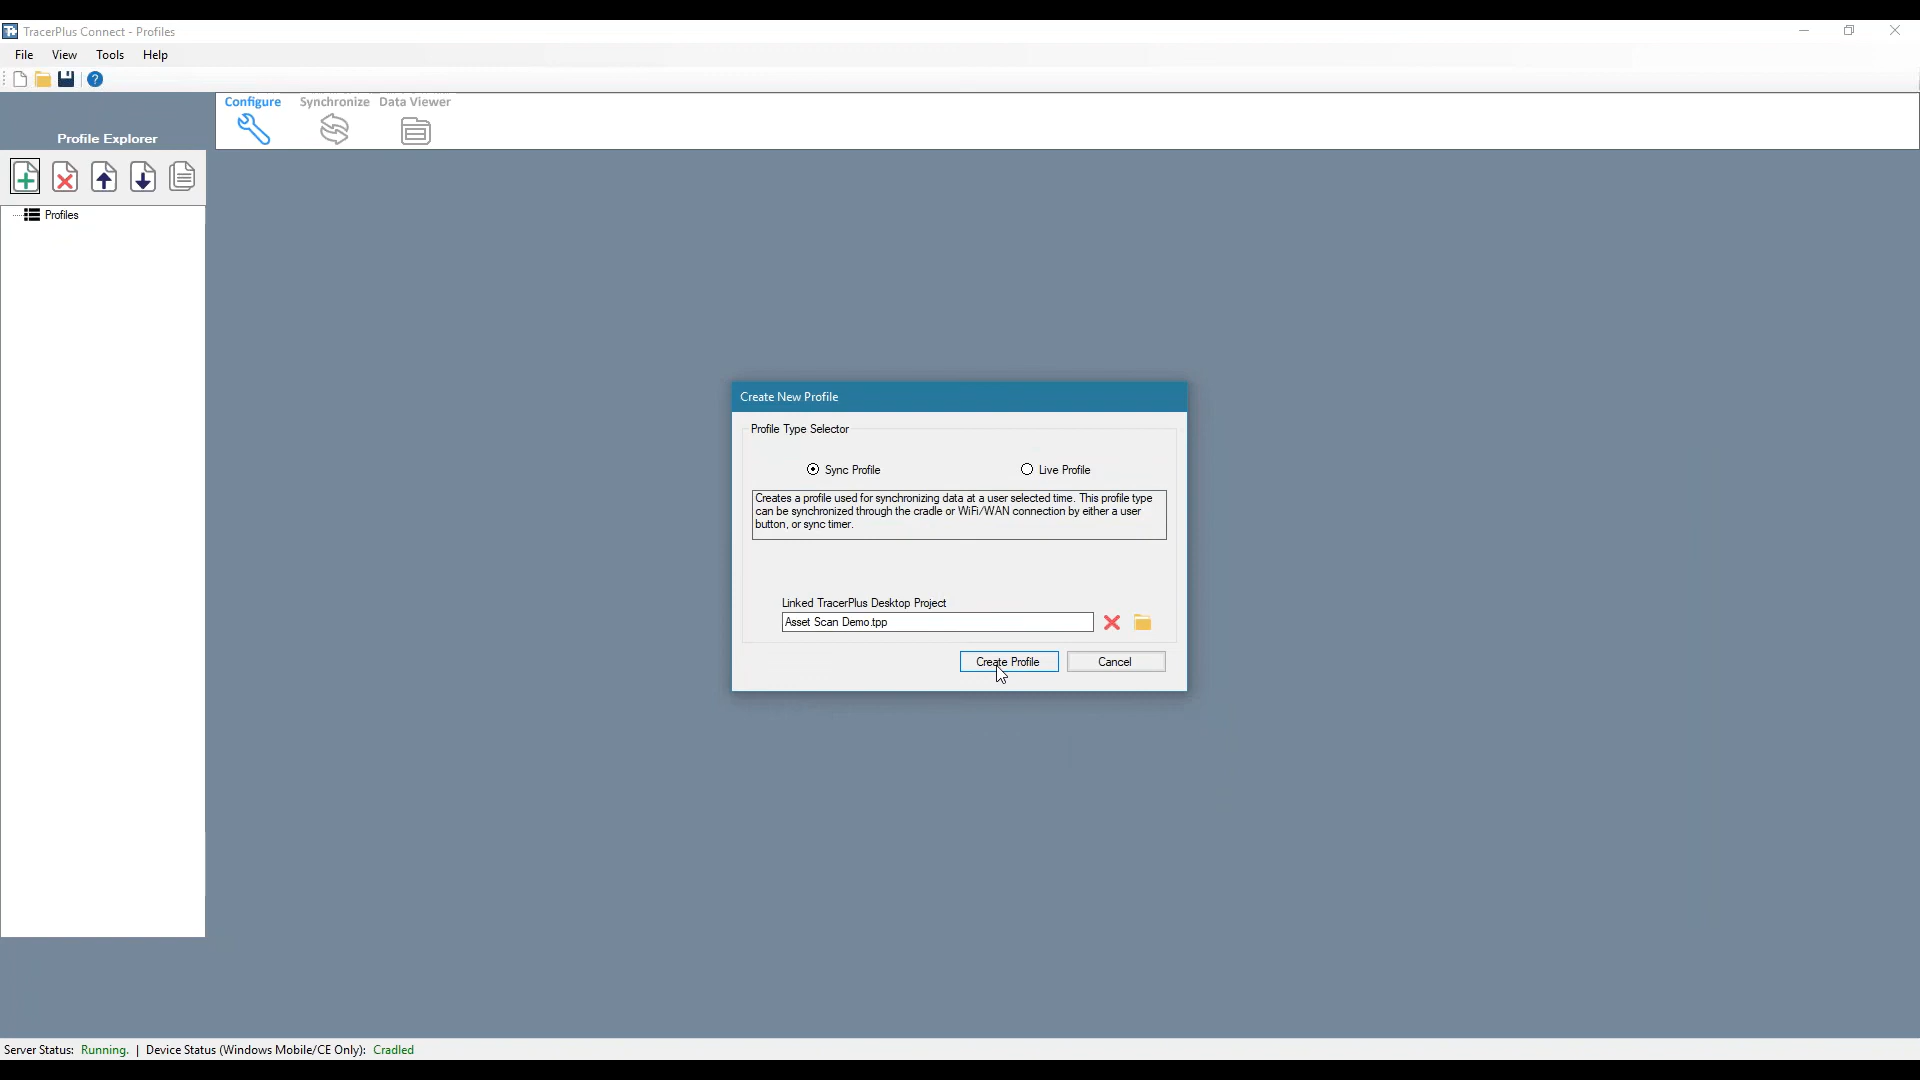 TracerPlus Connect - Profiles
File View Tools Help
Configure Synchronize Data Viewer
Profile Explorer
Profiles
Create New Profile
Profile Type Selector
Sync Profile Live Profile
Creates a profile used for synchronizing data at a user selected time. This profile type
can be synchronized through the cradle or WiFi/WAN connection by either a user
button, or sync timer.
Linked TracerPlus Desktop Project
Asset Scan Demo.tpp
Create Profile Cancel
Server Status: Running. | Device Status (Windows Mobile/CE Only): Cradled